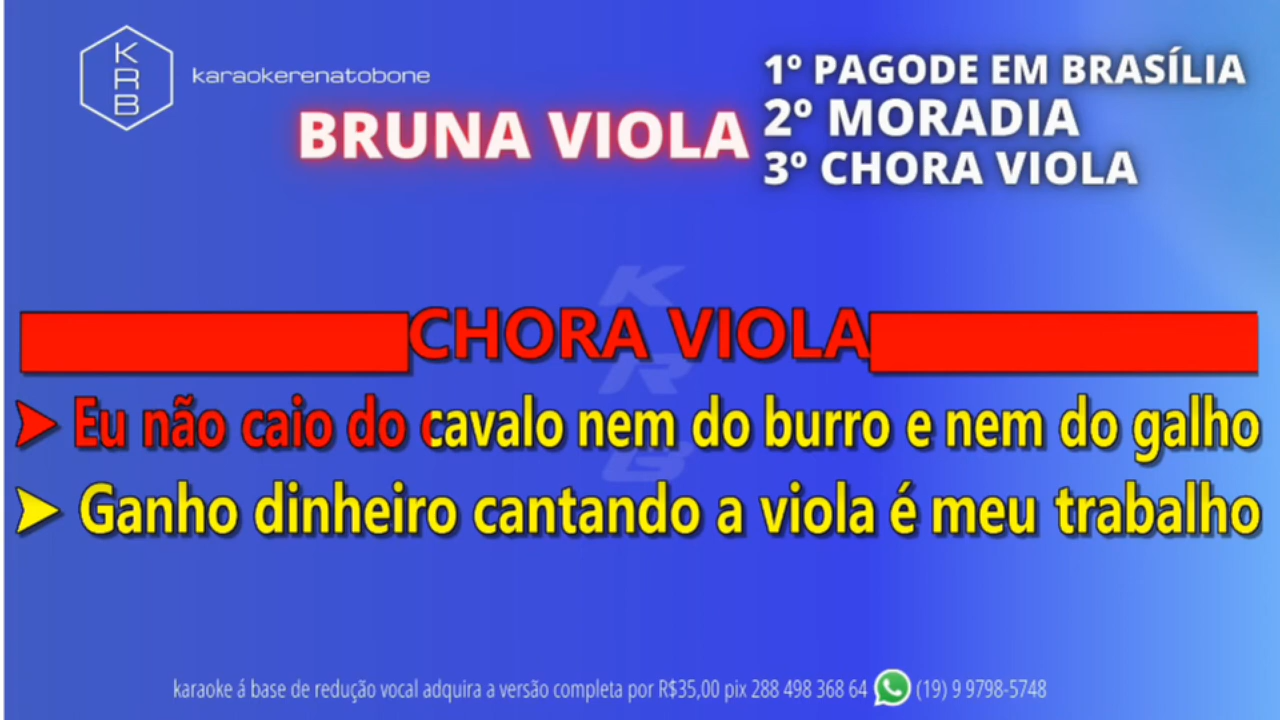 KRB
karaokerenatobone
BRUNA VIOLA
1º PAGODE EM BRASÍLIA
2º MORADIA
3º CHORA VIOLA
KRB
CHORA VIOLA
➤ Eu não caio do cavalo nem do burro e nem do galho
➤ Ganho dinheiro cantando a viola é meu trabalho
karaoke á base de redução vocal adquira a versão completa por R$35,00 pix 288 498 368 64 (19) 9 9798-5748